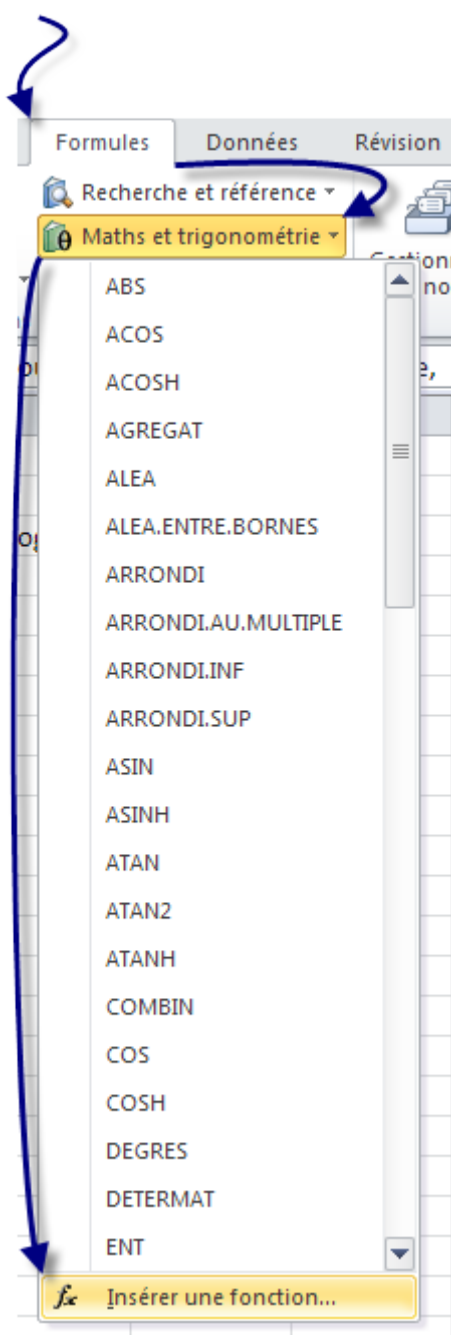 Formules Données Révision
Recherche et référence
Maths et trigonométrie
ABS
ACOS
ACOSH
AGREGAT
ALEA
ALEA.ENTRE.BORNES
ARRONDI
ARRONDI.AU.MULTIPLE
ARRONDI.INF
ARRONDI.SUP
ASIN
ASINH
ATAN
ATAN2
ATANH
COMBIN
COS
COSH
DEGRES
DETERMAT
ENT
fx Insérer une fonction...